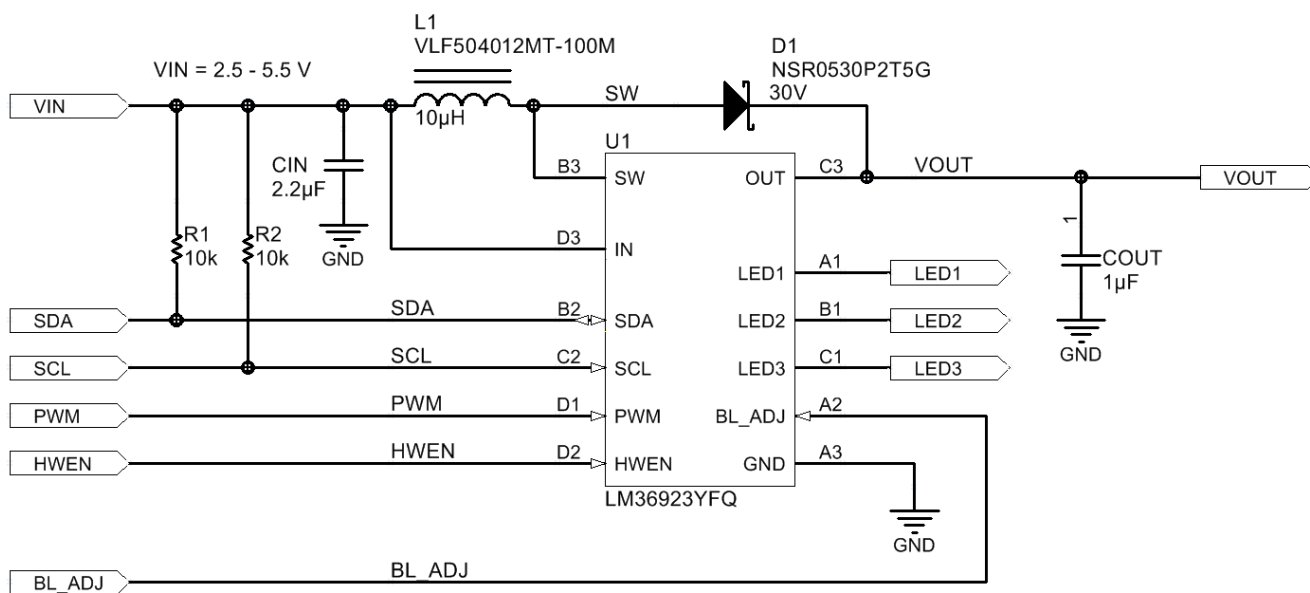 L1
VLF504012MT-100M
D1
NSR0530P2T5G
30V
VIN = 2.5 - 5.5 V
VIN
10µH
SW
U1
CIN
2.2µF
GND
B3
SW
OUT
C3
VOUT
VOUT
1
R1
10k
R2
10k
D3
IN
LED1
A1
LED1
COUT
1µF
GND
SDA
SDA
B2
SDA
LED2
B1
LED2
SCL
SCL
C2
SCL
LED3
C1
LED3
PWM
PWM
D1
PWM
BL_ADJ
A2
HWEN
HWEN
D2
HWEN
GND
A3
LM36923YFQ
GND
BL_ADJ
BL_ADJ